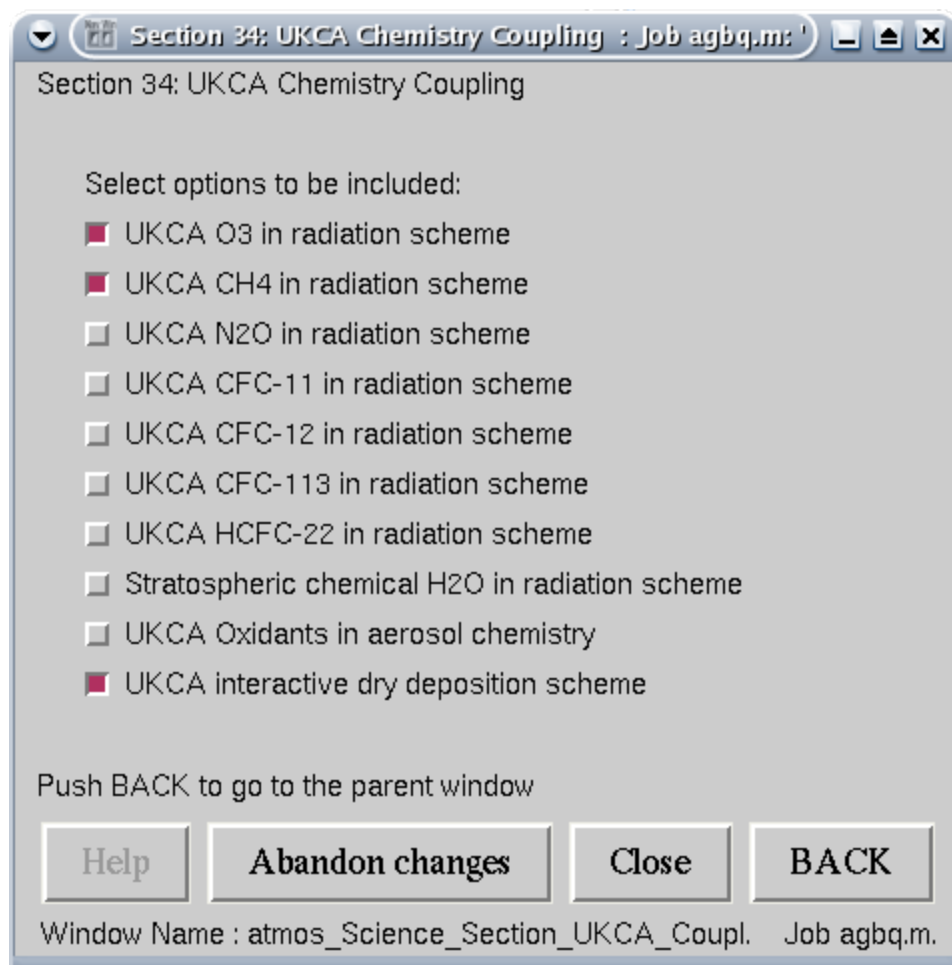 Section 34: UKCA Chemistry Coupling : Job agbq.m: '
Section 34: UKCA Chemistry Coupling
Select options to be included:
UKCA O3 in radiation scheme
UKCA CH4 in radiation scheme
UKCA N2O in radiation scheme
UKCA CFC-11 in radiation scheme
UKCA CFC-12 in radiation scheme
UKCA CFC-113 in radiation scheme
UKCA HCFC-22 in radiation scheme
Stratospheric chemical H2O in radiation scheme
UKCA Oxidants in aerosol chemistry
UKCA interactive dry deposition scheme
Push BACK to go to the parent window
Help Abandon changes Close BACK
Window Name : atmos_Science_Section_UKCA_Coupl. Job agbq.m.